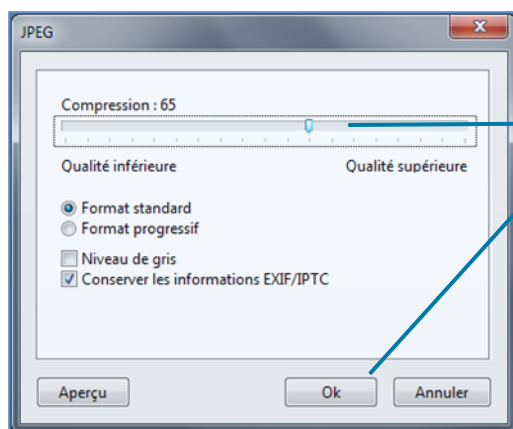 JPEG
Compression : 65
Qualité inférieure Qualité supérieure
Format standard
Format progressif
Niveau de gris
Conserver les informations EXIF/IPTC
Aperçu Ok Annuler